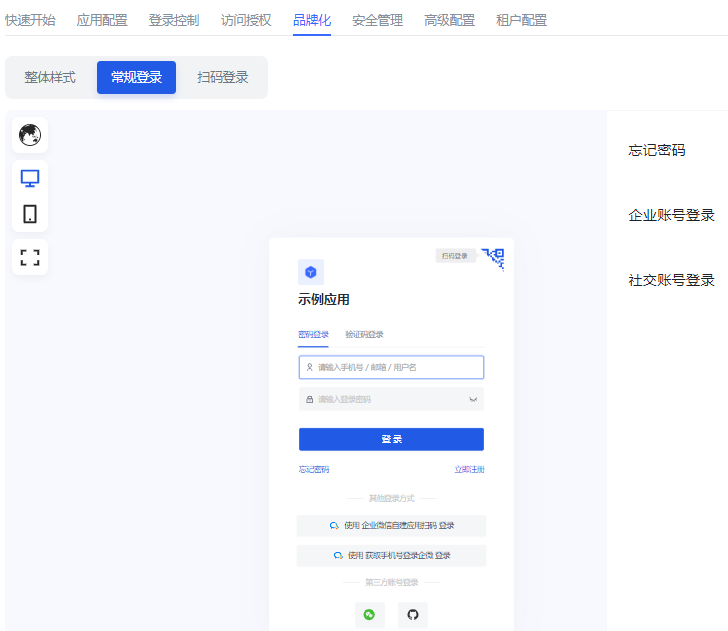 快速开始 应用配置 登录控制 访问授权 品牌化 安全管理 高级配置 租户配置
整体样式 常规登录 扫码登录
忘记密码
企业账号登录
社交账号登录
扫码登录
示例应用
密码登录 验证码登录
请输入手机号 / 邮箱 / 用户名
请输入登录密码
登录
忘记密码 立即注册
其他登录方式
使用 企业微信自建应用扫码 登录
使用 获取手机号登录企微 登录
第三方帐号登录